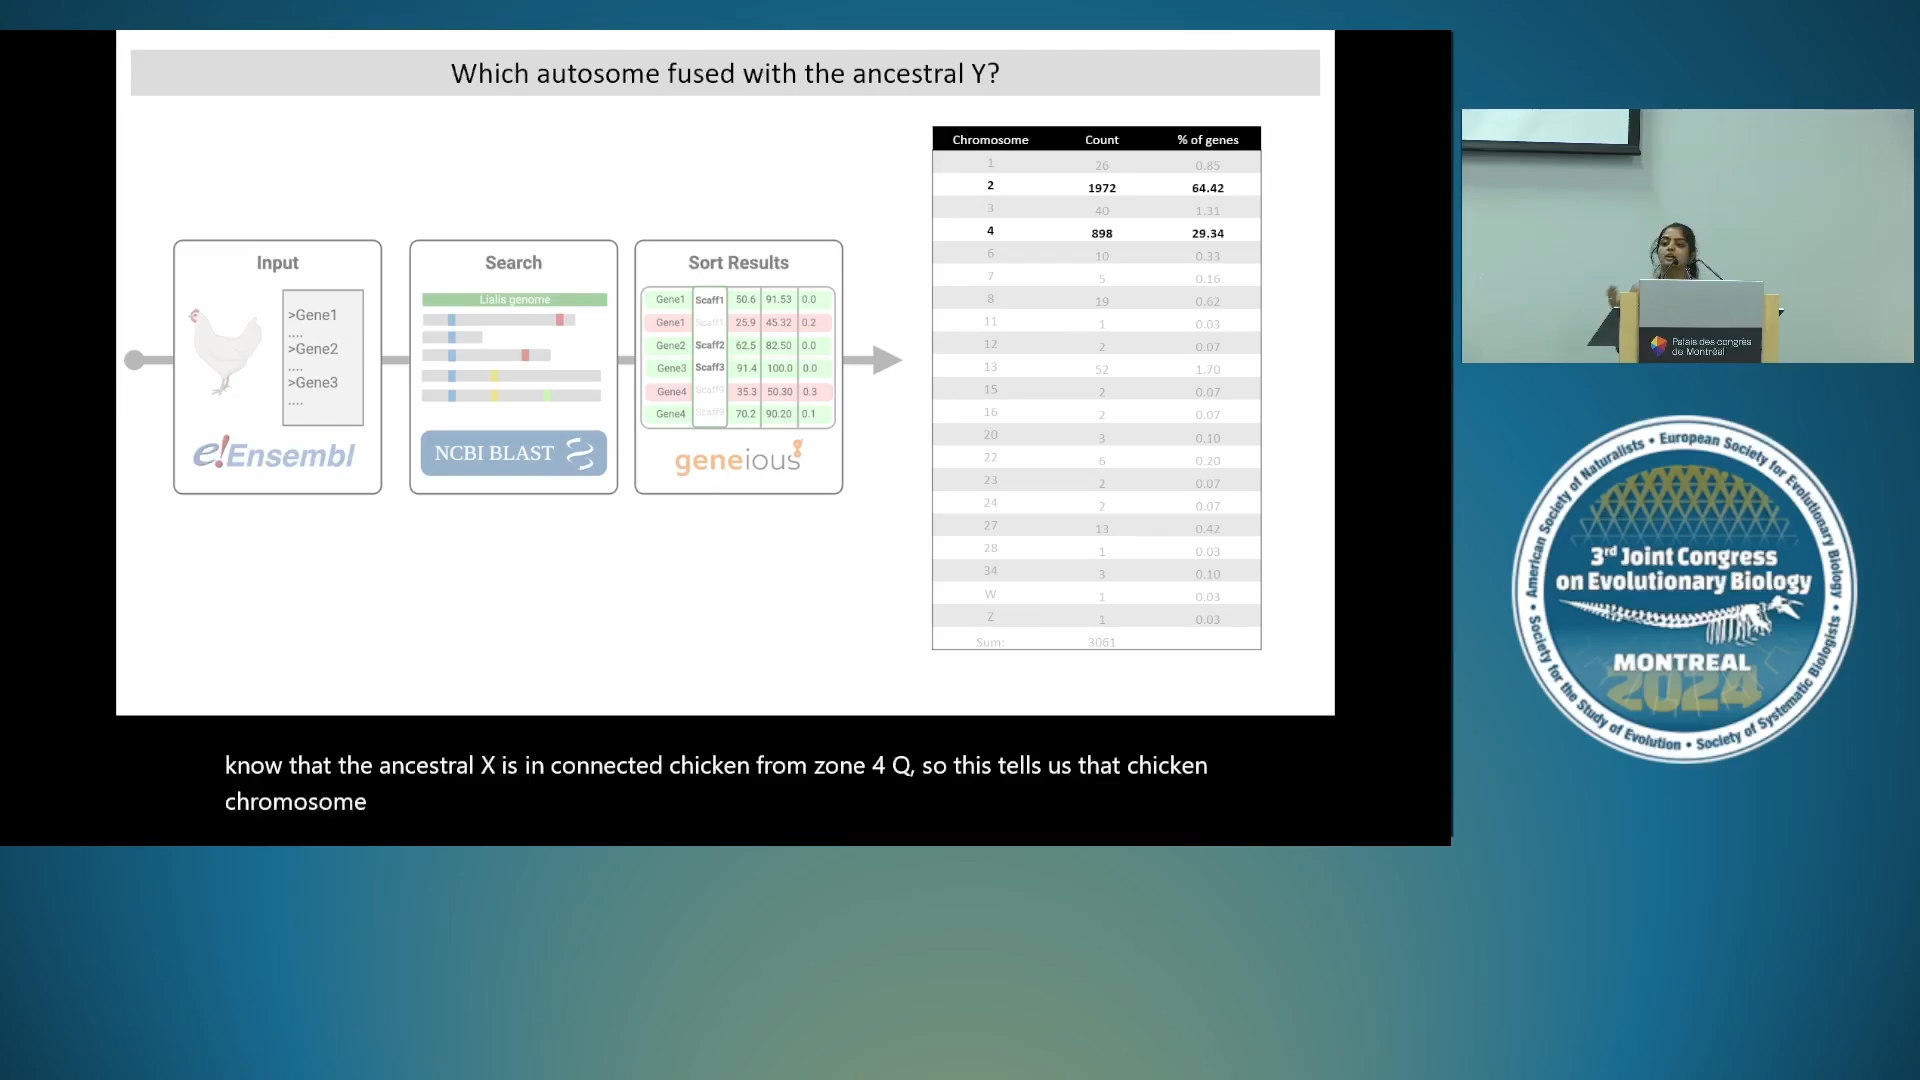 Which autosome fused with the ancestral Y?
Input
>Gene1
....
>Gene2
....
>Gene3
....
e!Ensembl
Search
Lialis genome
NCBI BLAST
Sort Results
Gene1 Scaff1 50.6 91.53 0.0
Gene1 Scaff1 25.9 45.32 0.2
Gene2 Scaff2 62.5 82.50 0.0
Gene3 Scaff3 91.4 100.0 0.0
Gene4 Scaff9 35.3 50.30 0.3
Gene4 Scaff9 70.2 90.20 0.1
geneious
Chromosome Count % of genes
1 26 0.85
2 1972 64.42
3 40 1.31
4 898 29.34
6 10 0.33
7 5 0.16
8 19 0.62
11 1 0.03
12 2 0.07
13 52 1.70
15 2 0.07
16 2 0.07
20 3 0.10
22 6 0.20
23 2 0.07
24 2 0.07
27 13 0.42
28 1 0.03
34 3 0.10
W 1 0.03
Z 1 0.03
Sum: 3061
know that the ancestral X is in connected chicken from zone 4 Q, so this tells us that chicken
chromosome
Palais des congrès
de Montréal
American Society of Naturalists • European Society for Evolutionary Biology • Society of Systematic Biologists • Society for the Study of Evolution •
3rd Joint Congress
on Evolutionary Biology
MONTREAL
2024